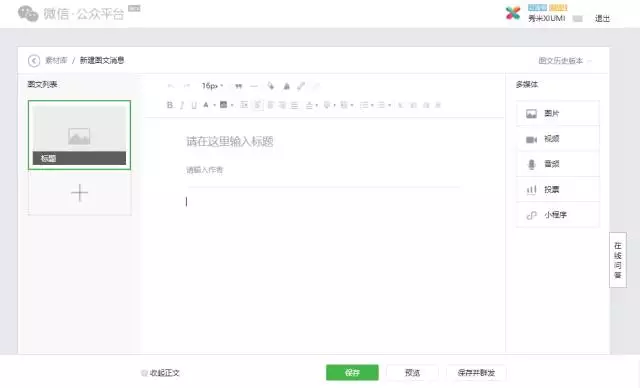 微信·公众平台
秀米XIUMI
退出
素材库 / 新建图文消息
图文历史版本
图文列表
16px
多媒体
标题
请在这里输入标题
请输入作者
图片
视频
音频
投票
小程序
在线问答
收起正文
保存
预览
保存并群发